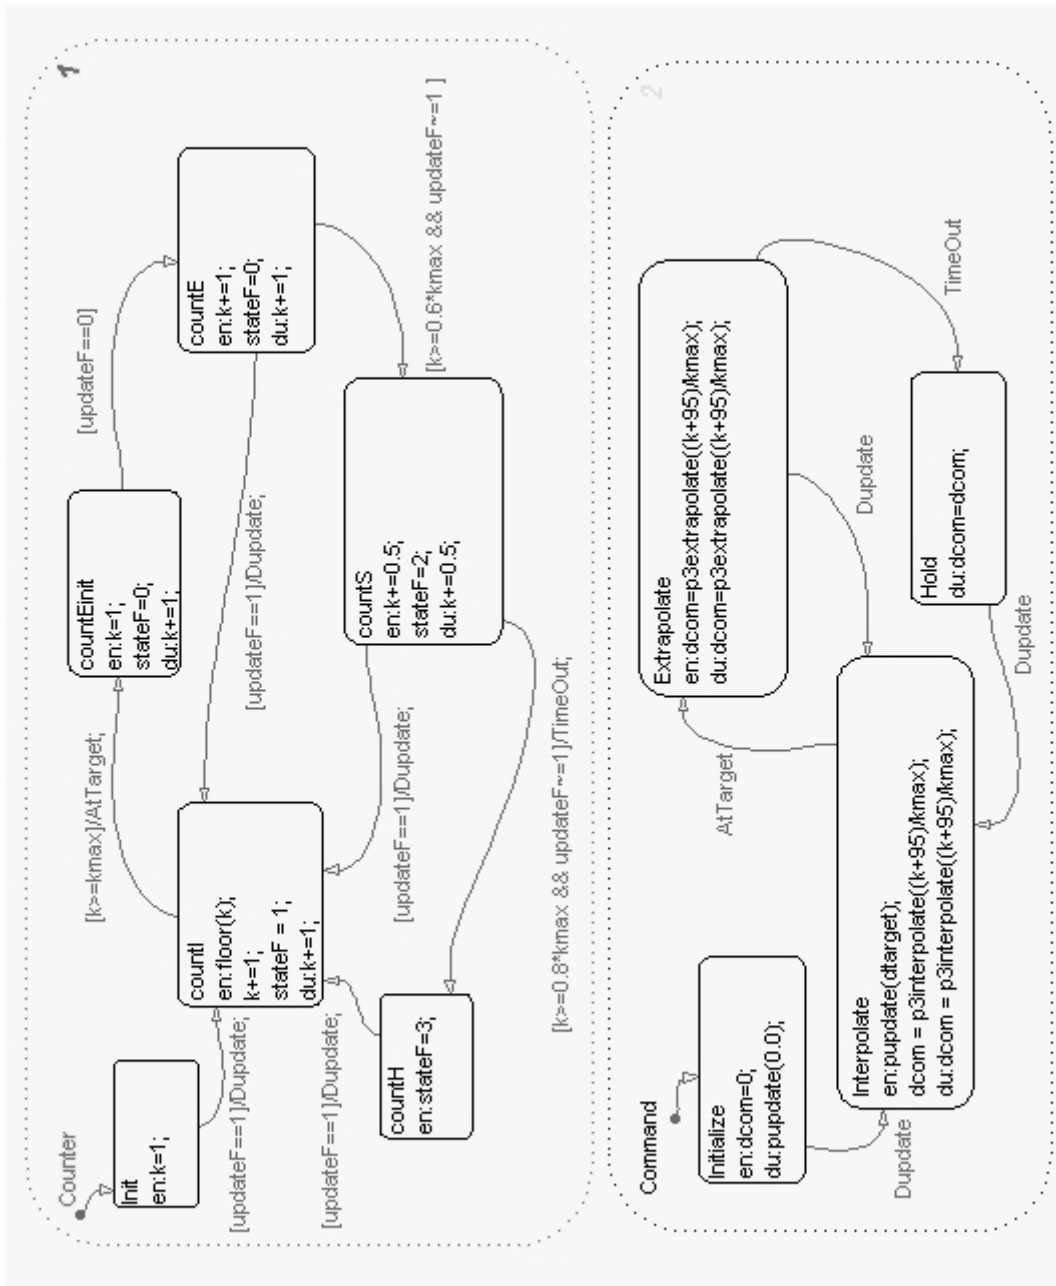 1
Counter
Init
en:k=1;
[updateF==1]/Dupdate;
countI
en:floor(k);
k+=1;
stateF = 1;
du:k+=1;
[k>=kmax]/AtTarget;
countEinit
en:k=1;
stateF=0;
du:k+=1;
[updateF==0]
countE
en:k+=1;
stateF=0;
du:k+=1;
[updateF==1]/Dupdate;
[k>=0.6*kmax && updateF~=1 ]
countS
en:k+=0.5;
stateF=2;
du:k+=0.5;
[updateF==1]/Dupdate;
[k>=0.8*kmax && updateF~=1]/TimeOut;
countH
en:stateF=3;
[updateF==1]/Dupdate;
2
Command
Initialize
en:dcom=0;
du:pupdate(0.0);
Dupdate
Interpolate
en:pupdate(dtarget);
dcom = p3interpolate((k+95)/kmax);
du:dcom = p3interpolate((k+95)/kmax);
AtTarget
Extrapolate
en:dcom=p3extrapolate((k+95)/kmax);
du:dcom=p3extrapolate((k+95)/kmax);
Dupdate
TimeOut
Hold
du:dcom=dcom;
Dupdate